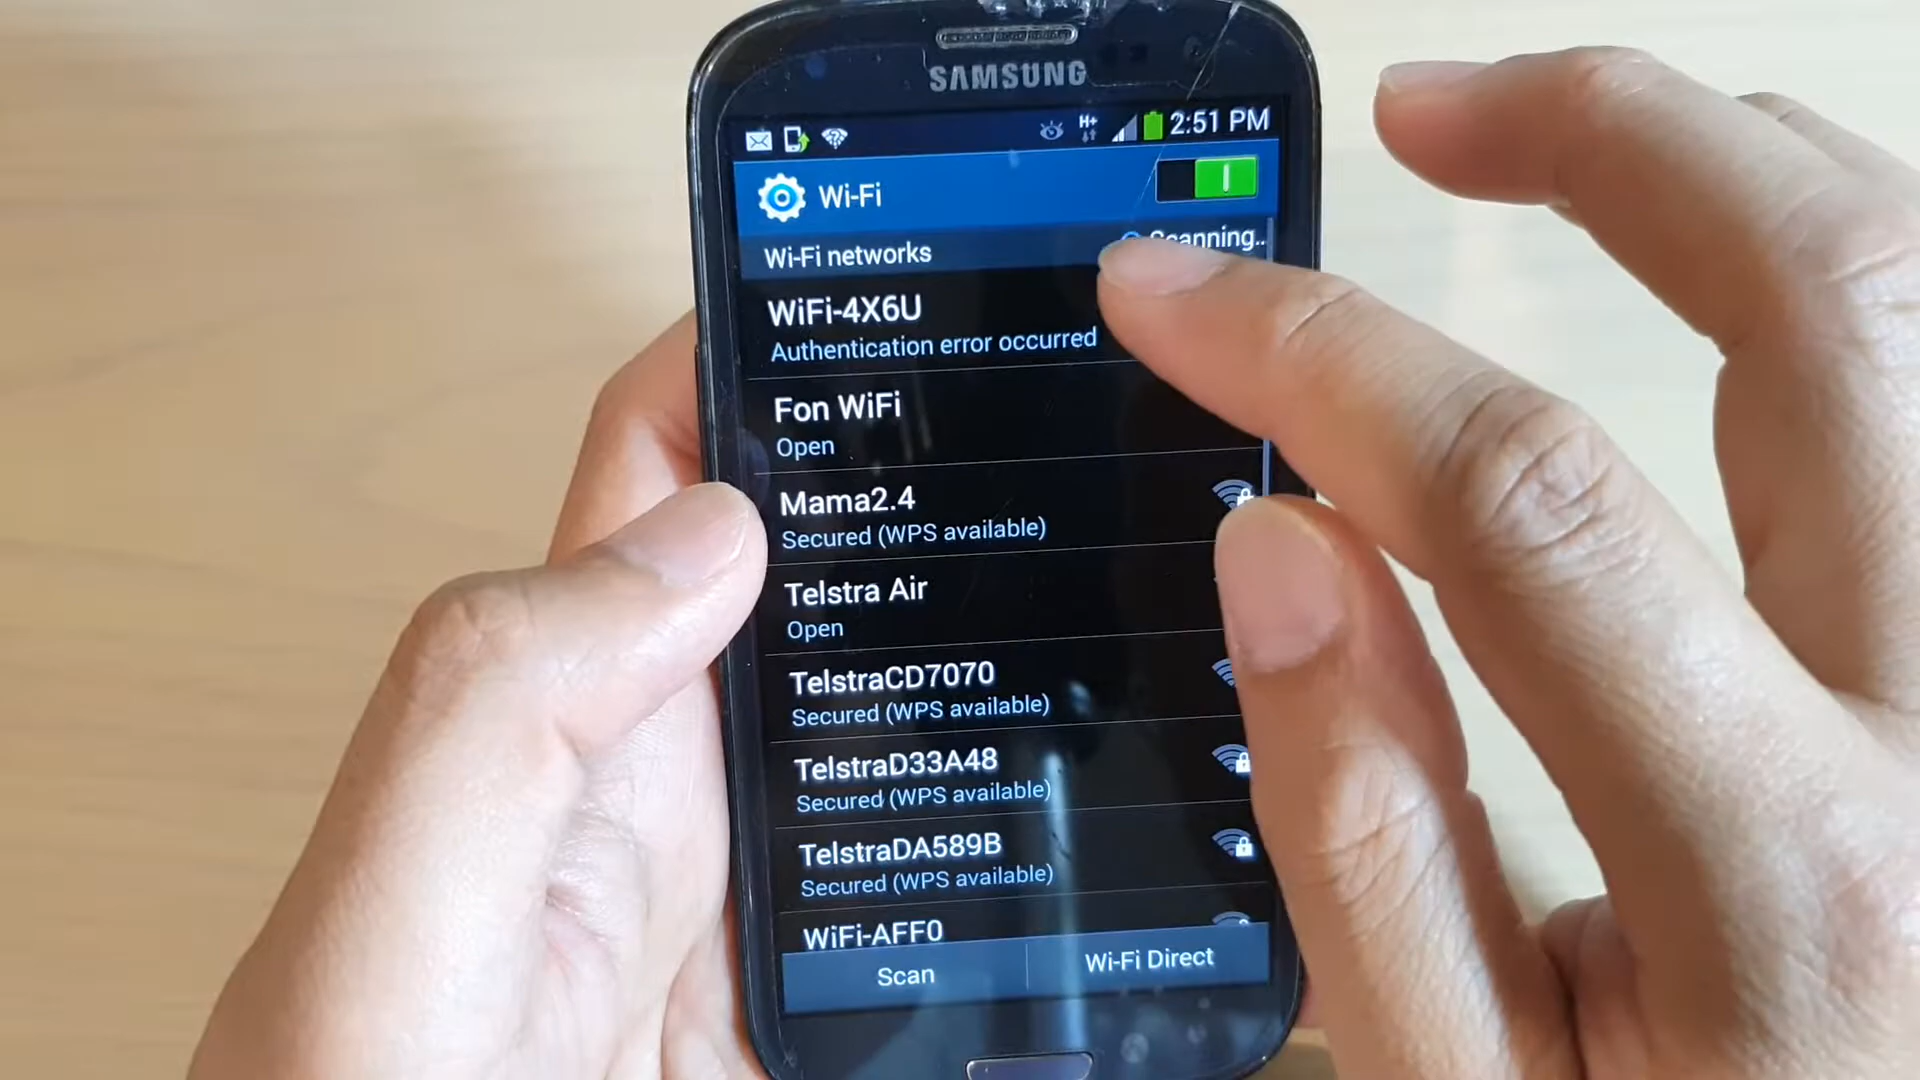 SAMSUNG
H+ 2:51 PM
Wi-Fi
Wi-Fi networks
Scanning..
WiFi-4X6U
Authentication error occurred
Fon WiFi
Open
Mama2.4
Secured (WPS available)
Telstra Air
Open
TelstraCD7070
Secured (WPS available)
TelstraD33A48
Secured (WPS available)
TelstraDA589B
Secured (WPS available)
WiFi-AFF0
Scan
Wi-Fi Direct